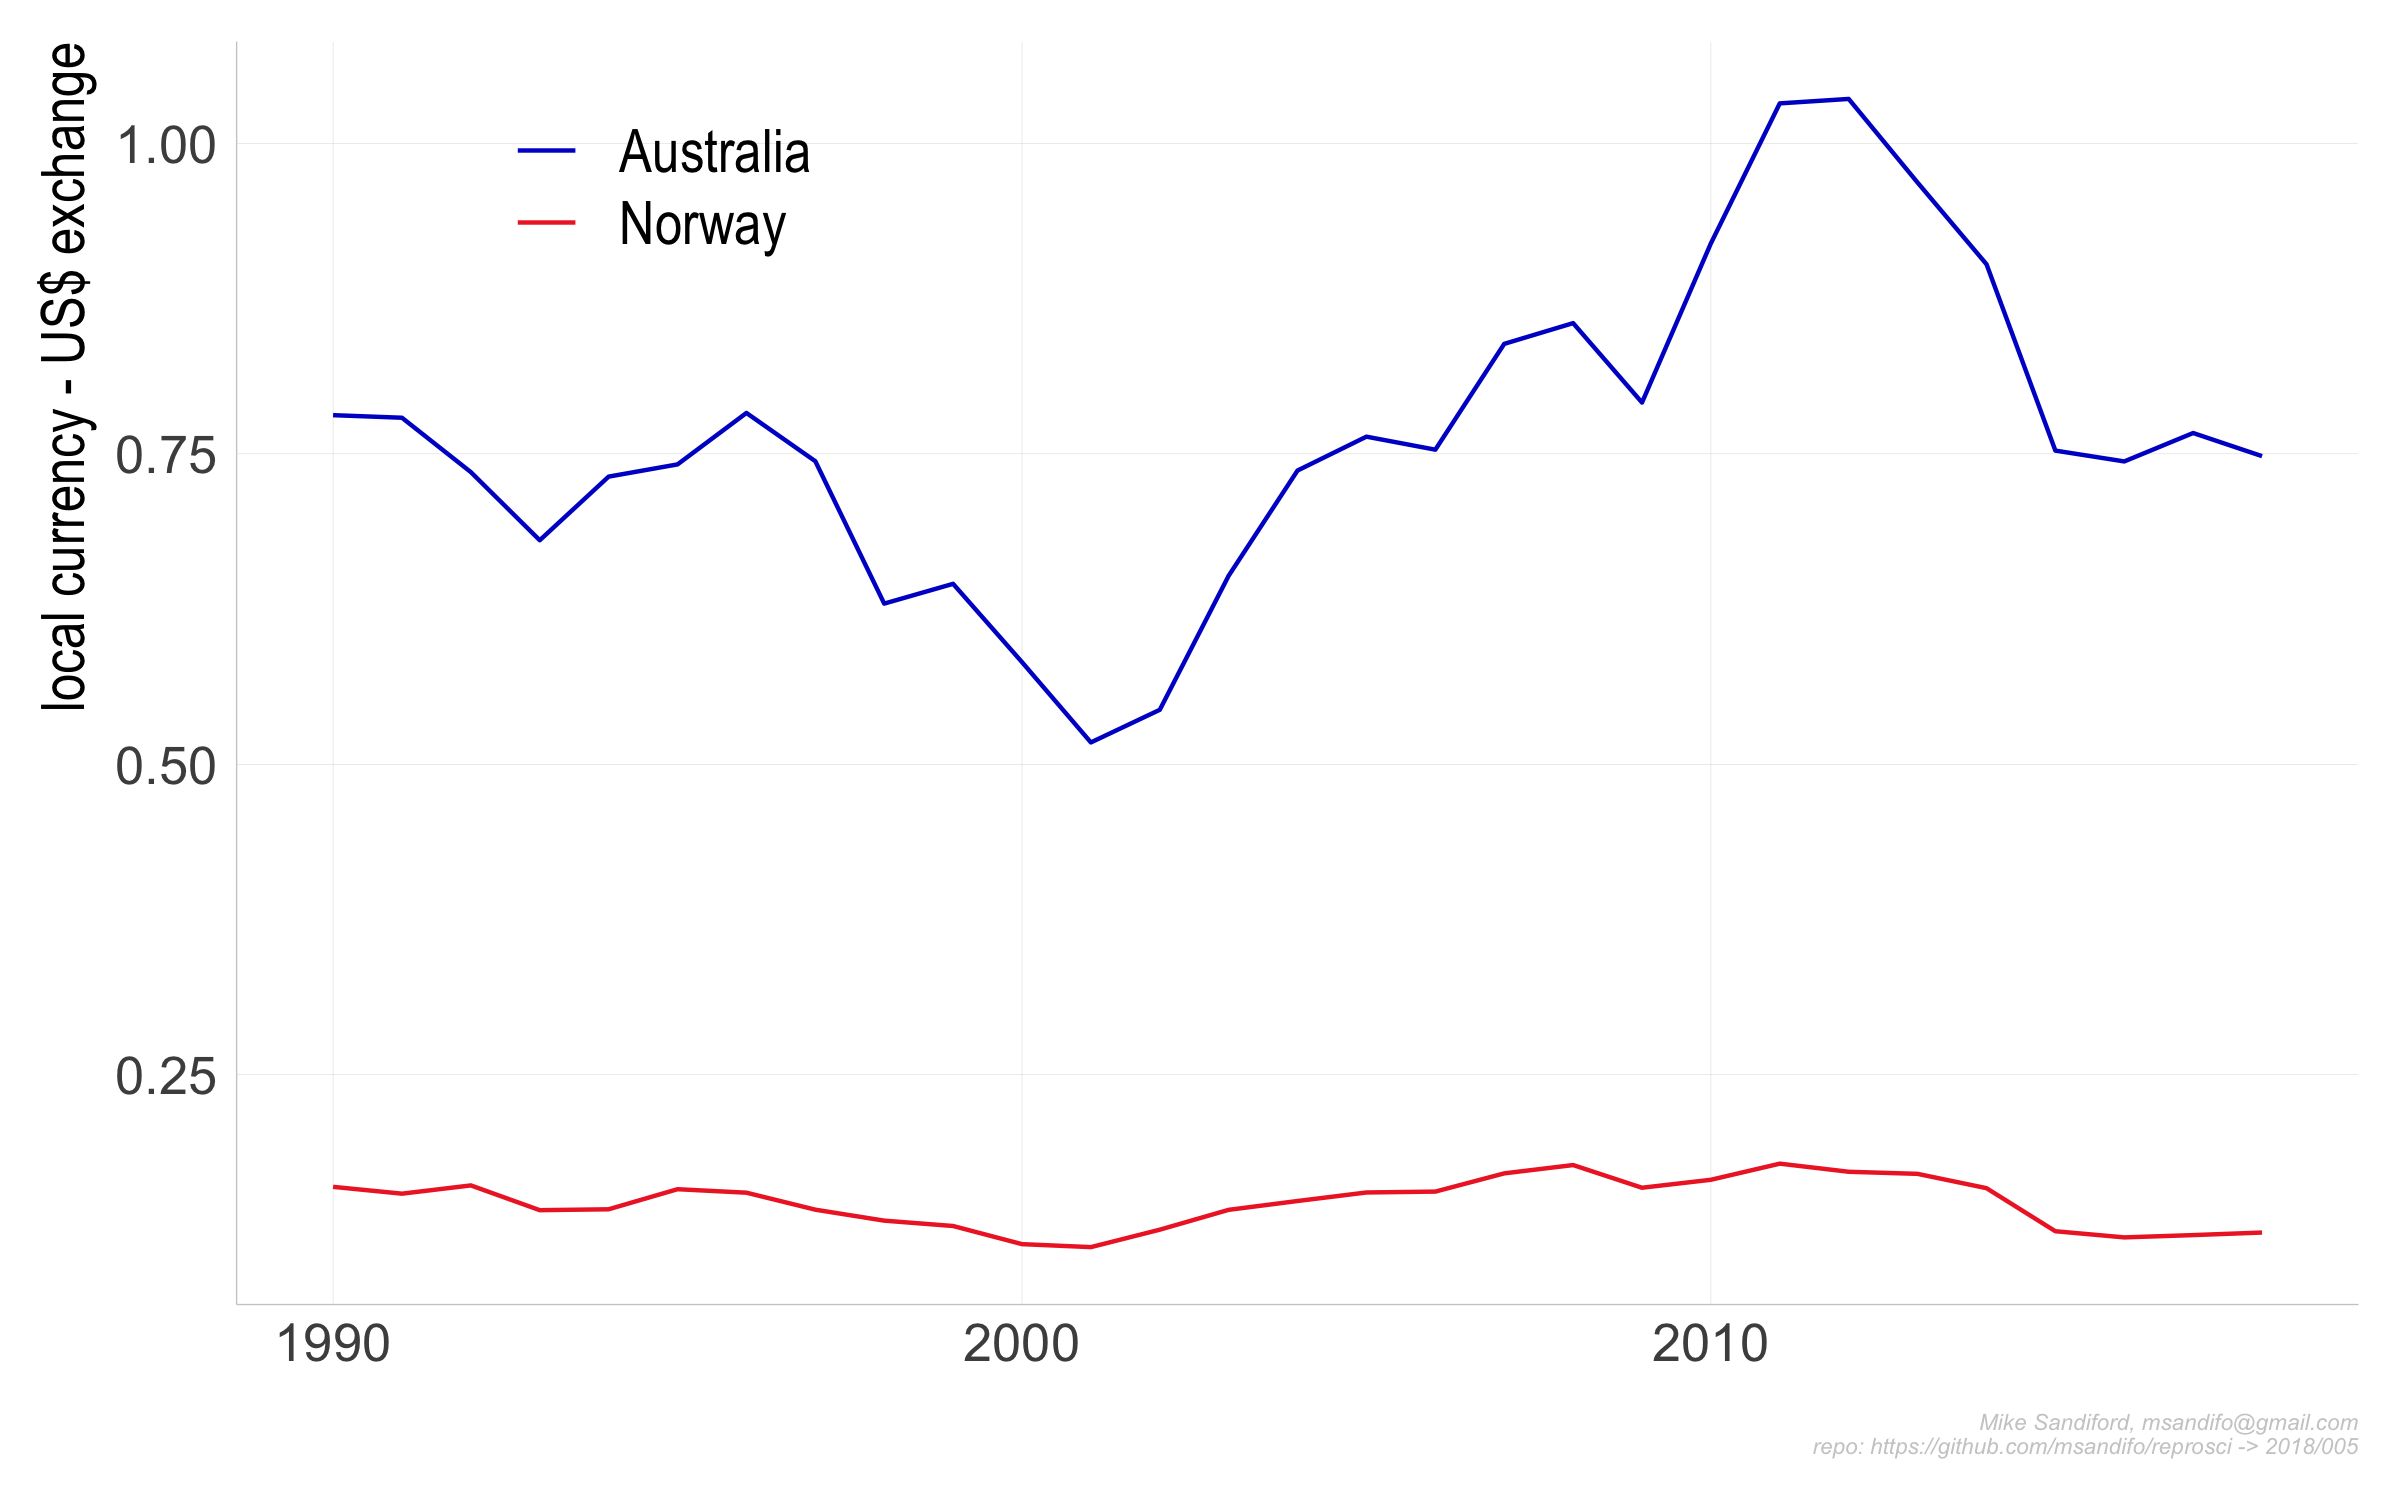 local currency - US$ exchange
1.00
0.75
0.50
0.25
Australia
Norway
1990
2000
2010
Mike Sandiford, msandifo@gmail.com
repo: https://github.com/msandifo/reprosci -> 2018/005